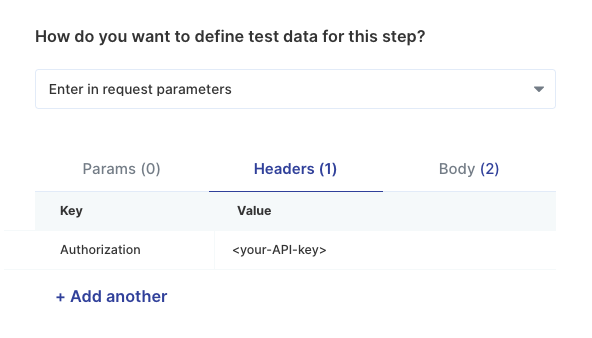 How do you want to define test data for this step?
Enter in request parameters
Params (0) Headers (1) Body (2)
Key Value
Authorization <your-API-key>
+ Add another